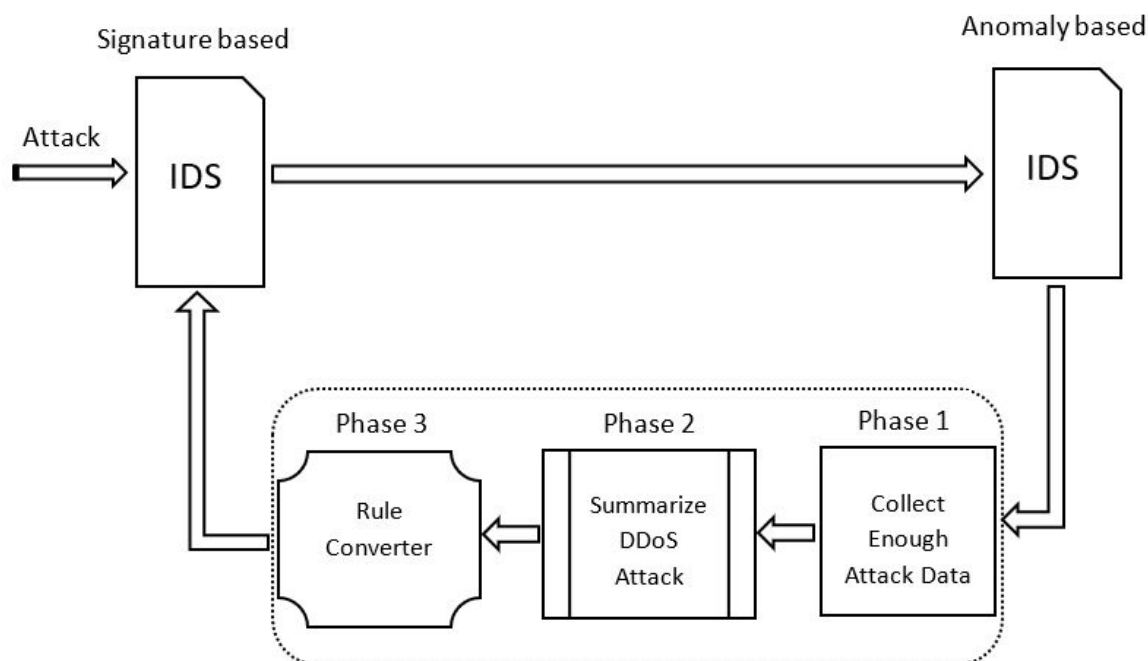 Signature based
Anomaly based
Attack
IDS
IDS
Phase 3
Phase 2
Phase 1
Rule
Converter
Summarize
DDoS
Attack
Collect
Enough
Attack Data